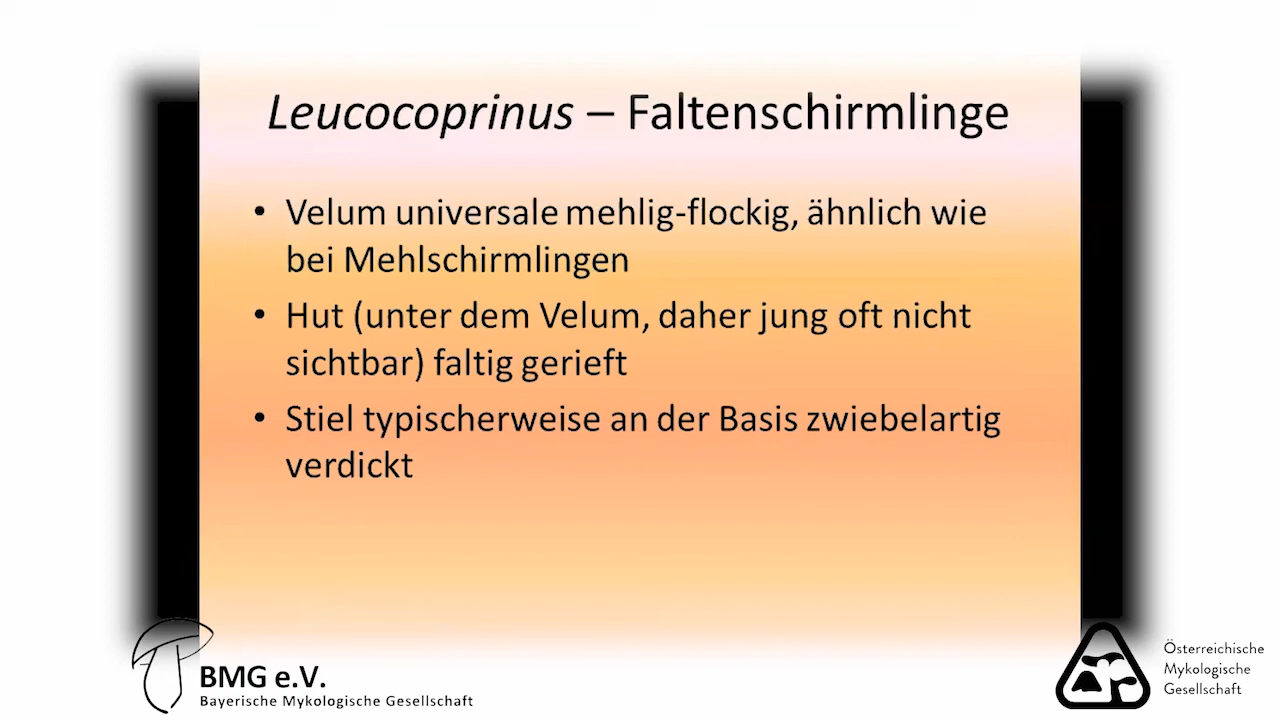 Leucocoprinus – Faltenschirmlinge
• Velum universale mehlig-flockig, ähnlich wie
bei Mehlschirmlingen
• Hut (unter dem Velum, daher jung oft nicht
sichtbar) faltig gerieft
• Stiel typischerweise an der Basis zwiebelartig
verdickt
BMG e.V.
Bayerische Mykologische Gesellschaft
Österreichische
Mykologische
Gesellschaft